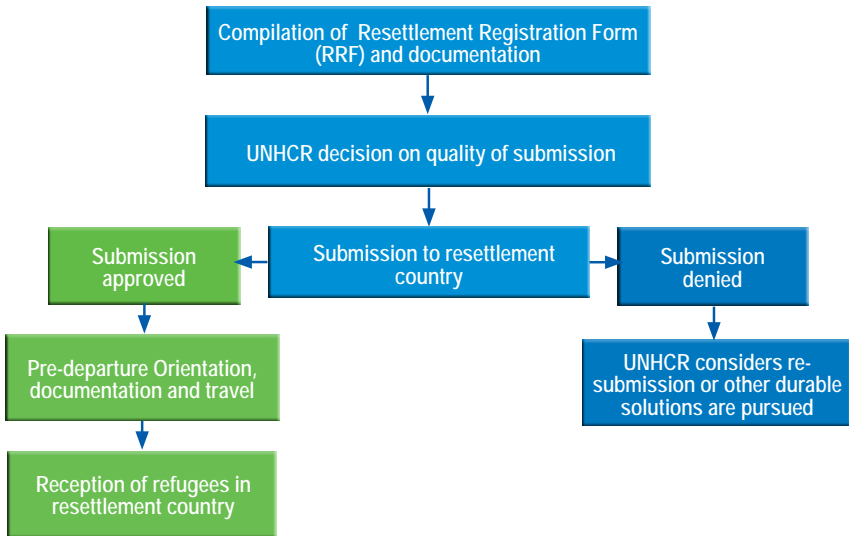 Compilation of Resettlement Registration Form
(RRF) and documentation
UNHCR decision on quality of submission
Submission
approved
Submission to resettlement
country
Submission
denied
Pre-departure Orientation,
documentation and travel
UNHCR considers re-
submission or other durable
solutions are pursued
Reception of refugees in
resettlement country